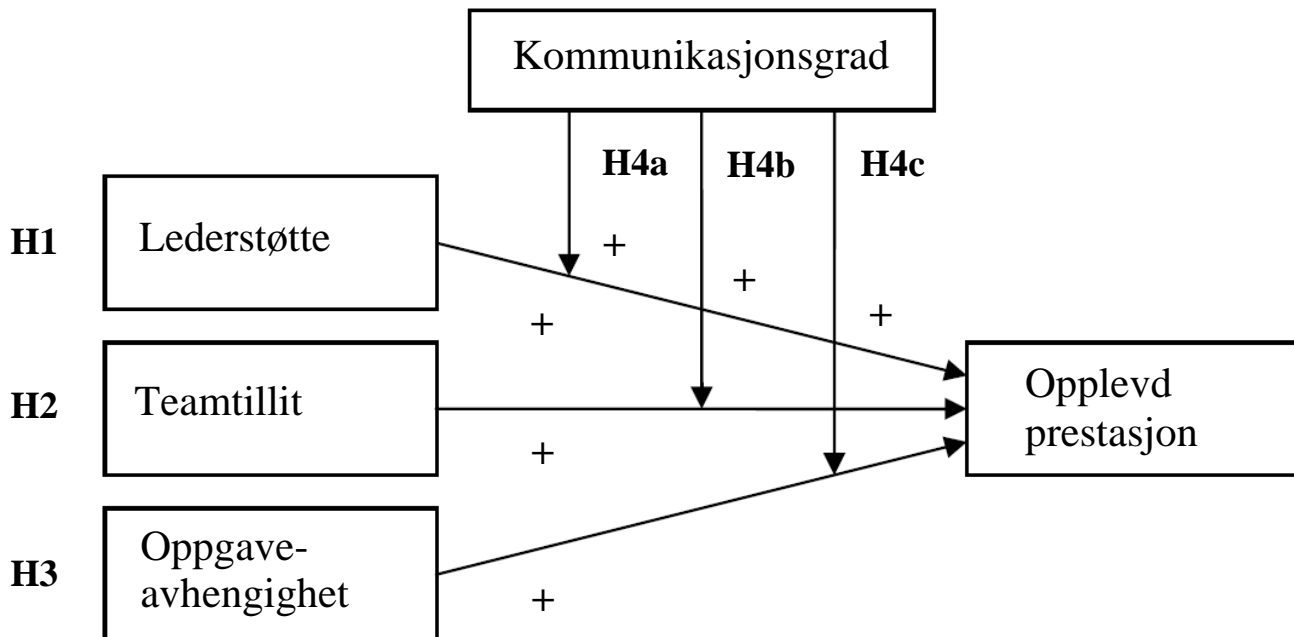 Kommunikasjonsgrad
H4a
H4b
H4c
H1
Lederstøtte
+
+
+
+
H2
Teamtillit
+
Opplevd
prestasjon
H3
Oppgave-
avhengighet
+